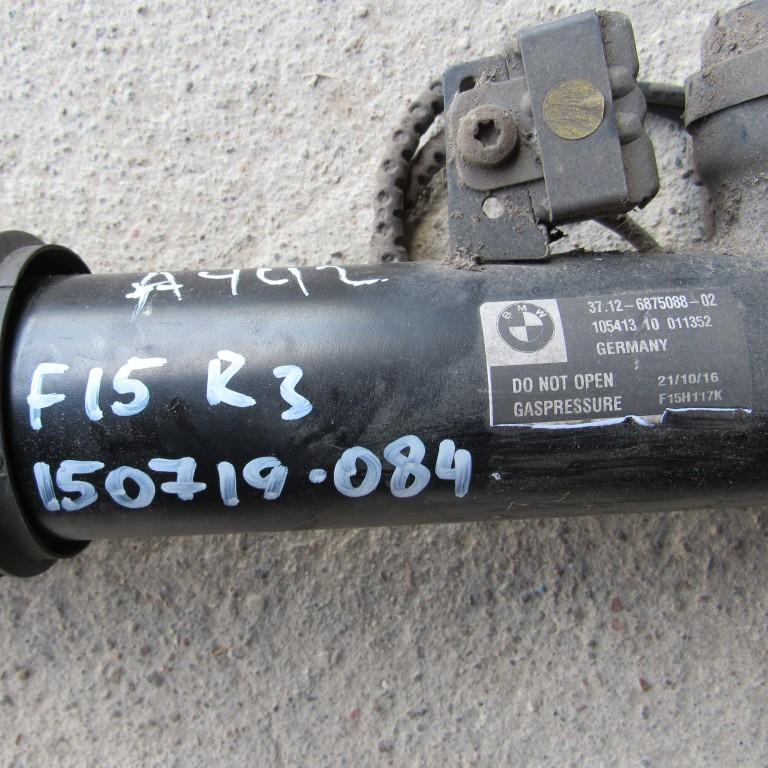 A442
F15 R3
150719-084
BMW
37.12-6875088-02
105413 10 011352
GERMANY
DO NOT OPEN 21/10/16
GASPRESSURE F15H117K